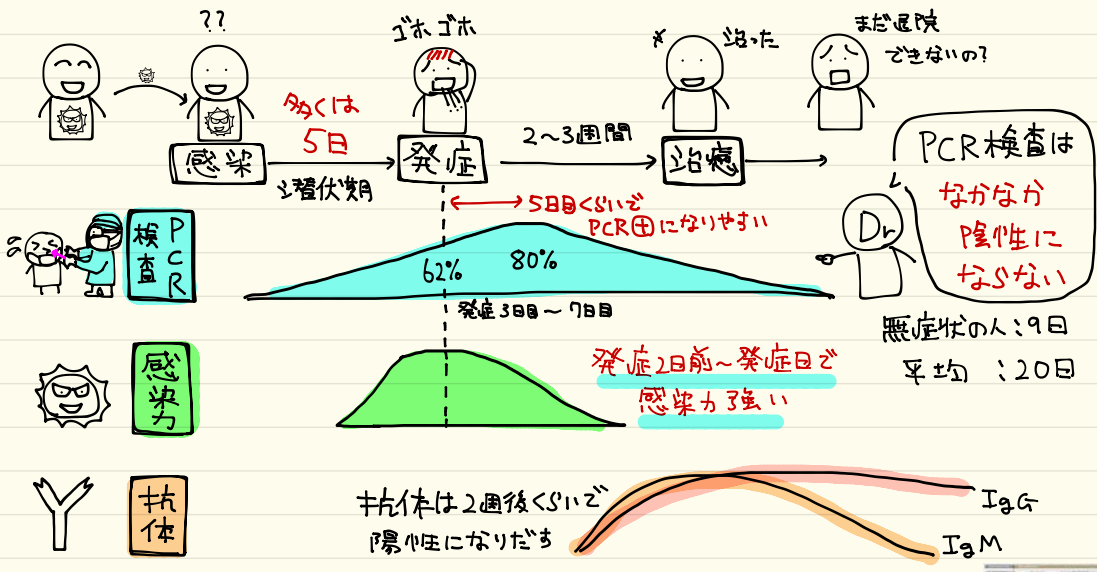 ??
ゴホゴホ
治った
まだ退院
できないの?
感染
多くは
5日
潜伏期
発症
2〜3週間
治癒
PCR検査は
なかなか
陰性に
ならない
Dr
無症状の人:9日
平均 :20日
PCR
検査
5日目くらいで
PCR⊕になりやすい
62%
80%
発症3日目〜7日目
感染力
発症2日前〜発症日で
感染力強い
抗体
抗体は2週後くらいで
陽性になりだす
IgG
IgM